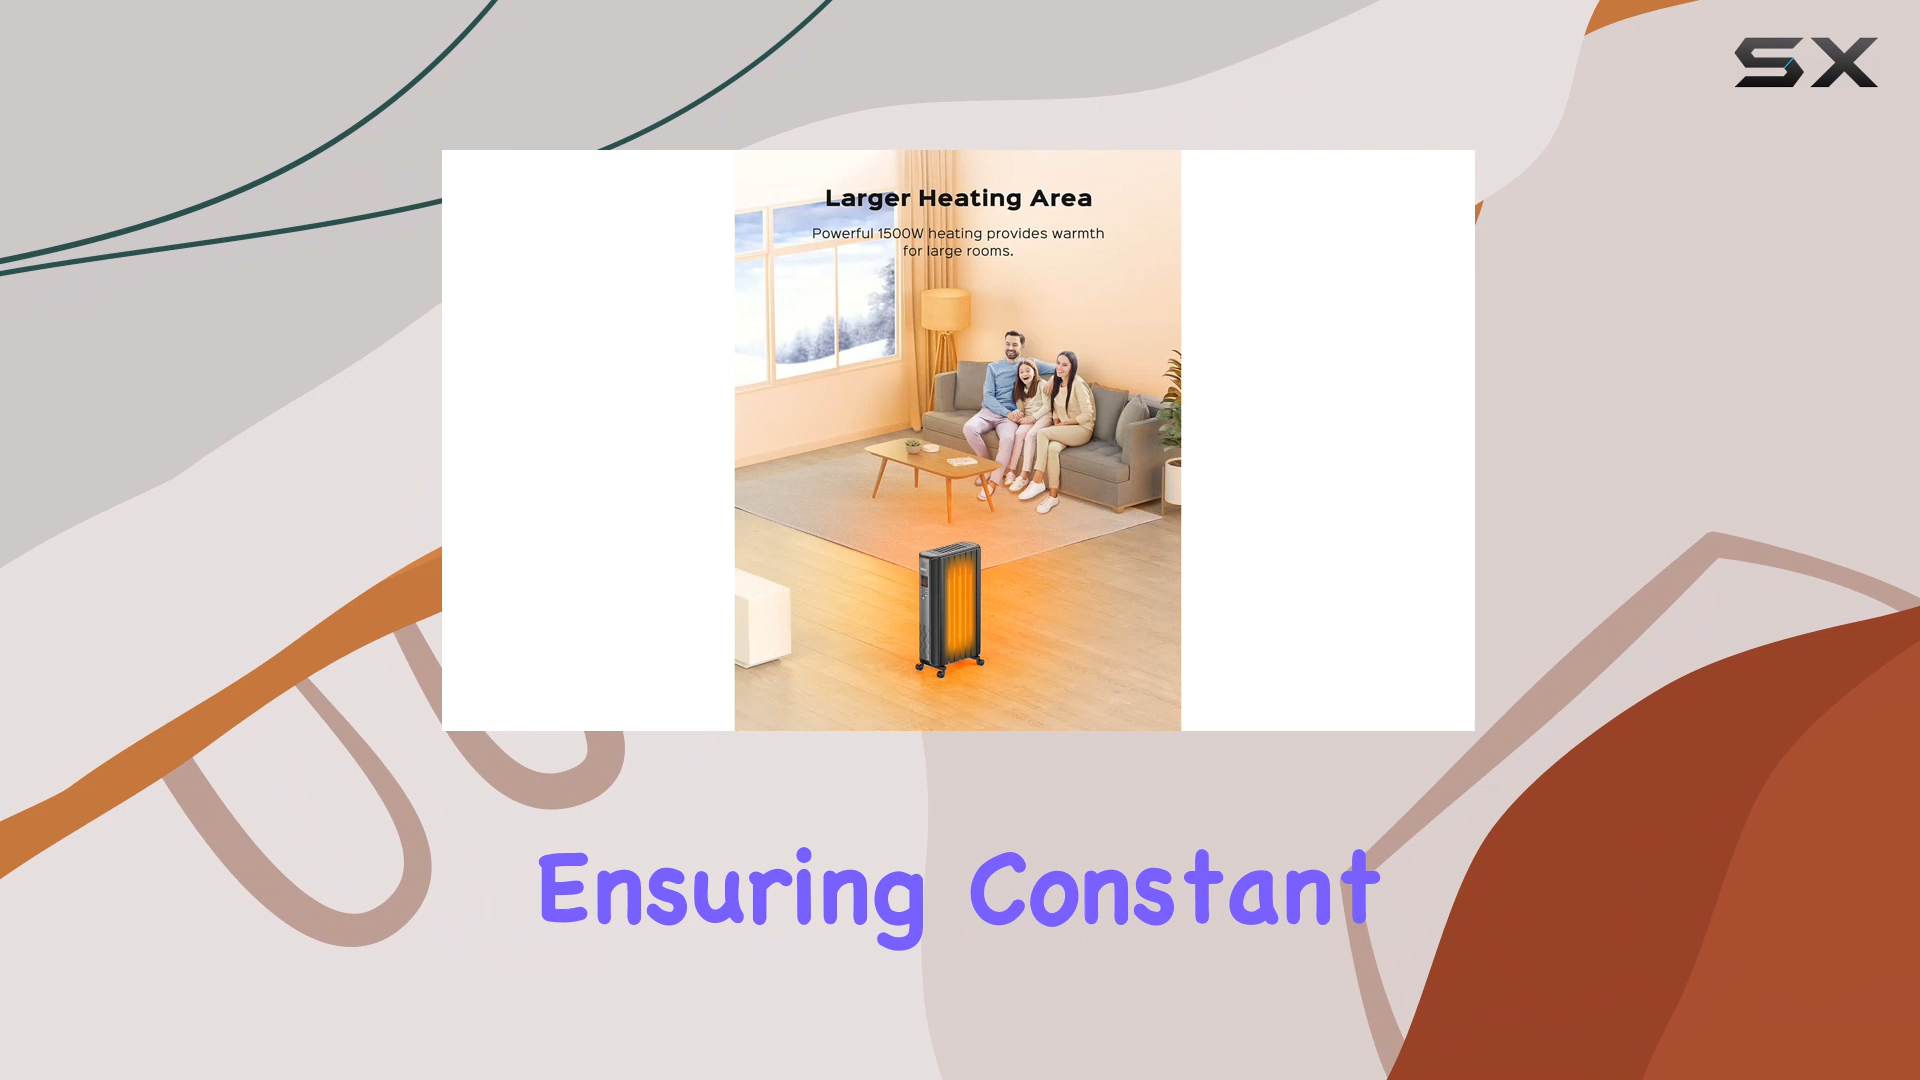 SX
Larger Heating Area
Powerful 1500W heating provides warmth
for large rooms.
Ensuring Constant